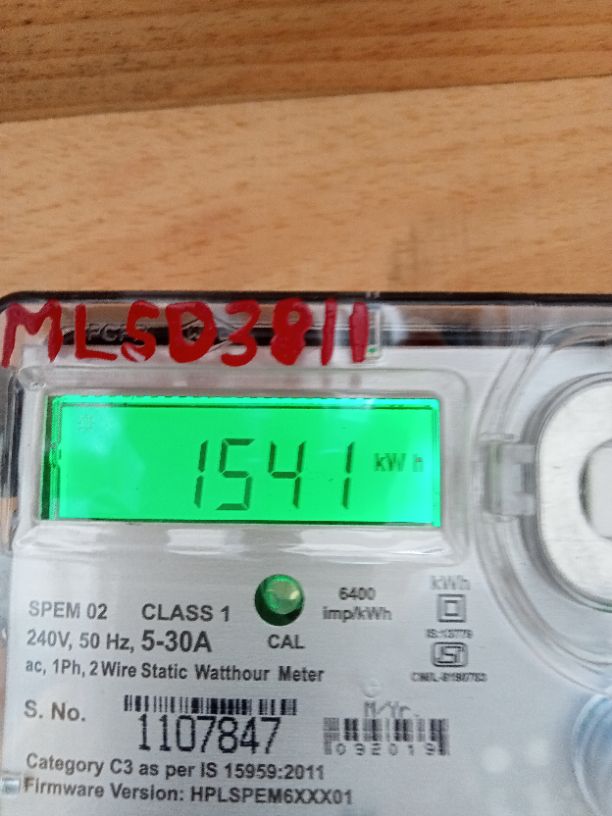 MLSD3811
1541 kWh
6400
imp/kWh
kWh
SPEM 02 CLASS 1
240V, 50 Hz, 5-30A
CAL
IS:13779
ac, 1Ph, 2 Wire Static Watthour Meter
S. No.
1107847
M/Yr.
092019
Category C3 as per IS 15959:2011
Firmware Version: HPLSPEM6XXX01